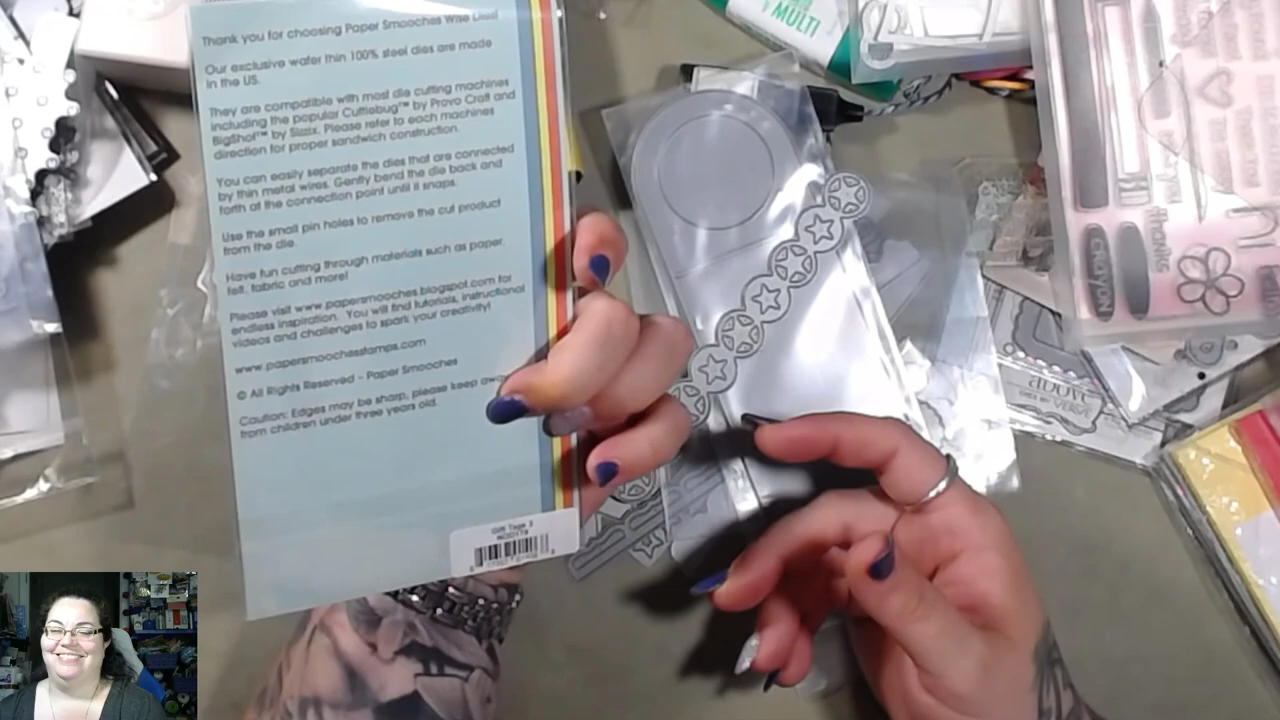 Thank you for choosing Paper Smooches Wise Dies!
Our exclusive wafer thin 100% steel dies are made
in the US.
They are compatible with most die cutting machines
including the popular Cuttlebug™ by Provo Craft and
BigShot™ by Sizzix. Please refer to each machines
direction for proper sandwich construction.
You can easily separate the dies that are connected
by thin metal wires. Gently bend the die back and
forth at the connection point until it snaps.
Use the small pin holes to remove the cut product
from the die.
Have fun cutting through materials such as paper,
felt, fabric and more!
Please visit www.papersmooches.blogspot.com for
endless inspiration. You will find tutorials, instructional
videos and challenges to spark your creativity!
www.papersmoochesstamps.com
© All Rights Reserved - Paper Smooches
Caution: Edges may be sharp, please keep away
from children under three years old.
Gift Tags 2
MULTI
thanks
CRAYON
above
VERVE